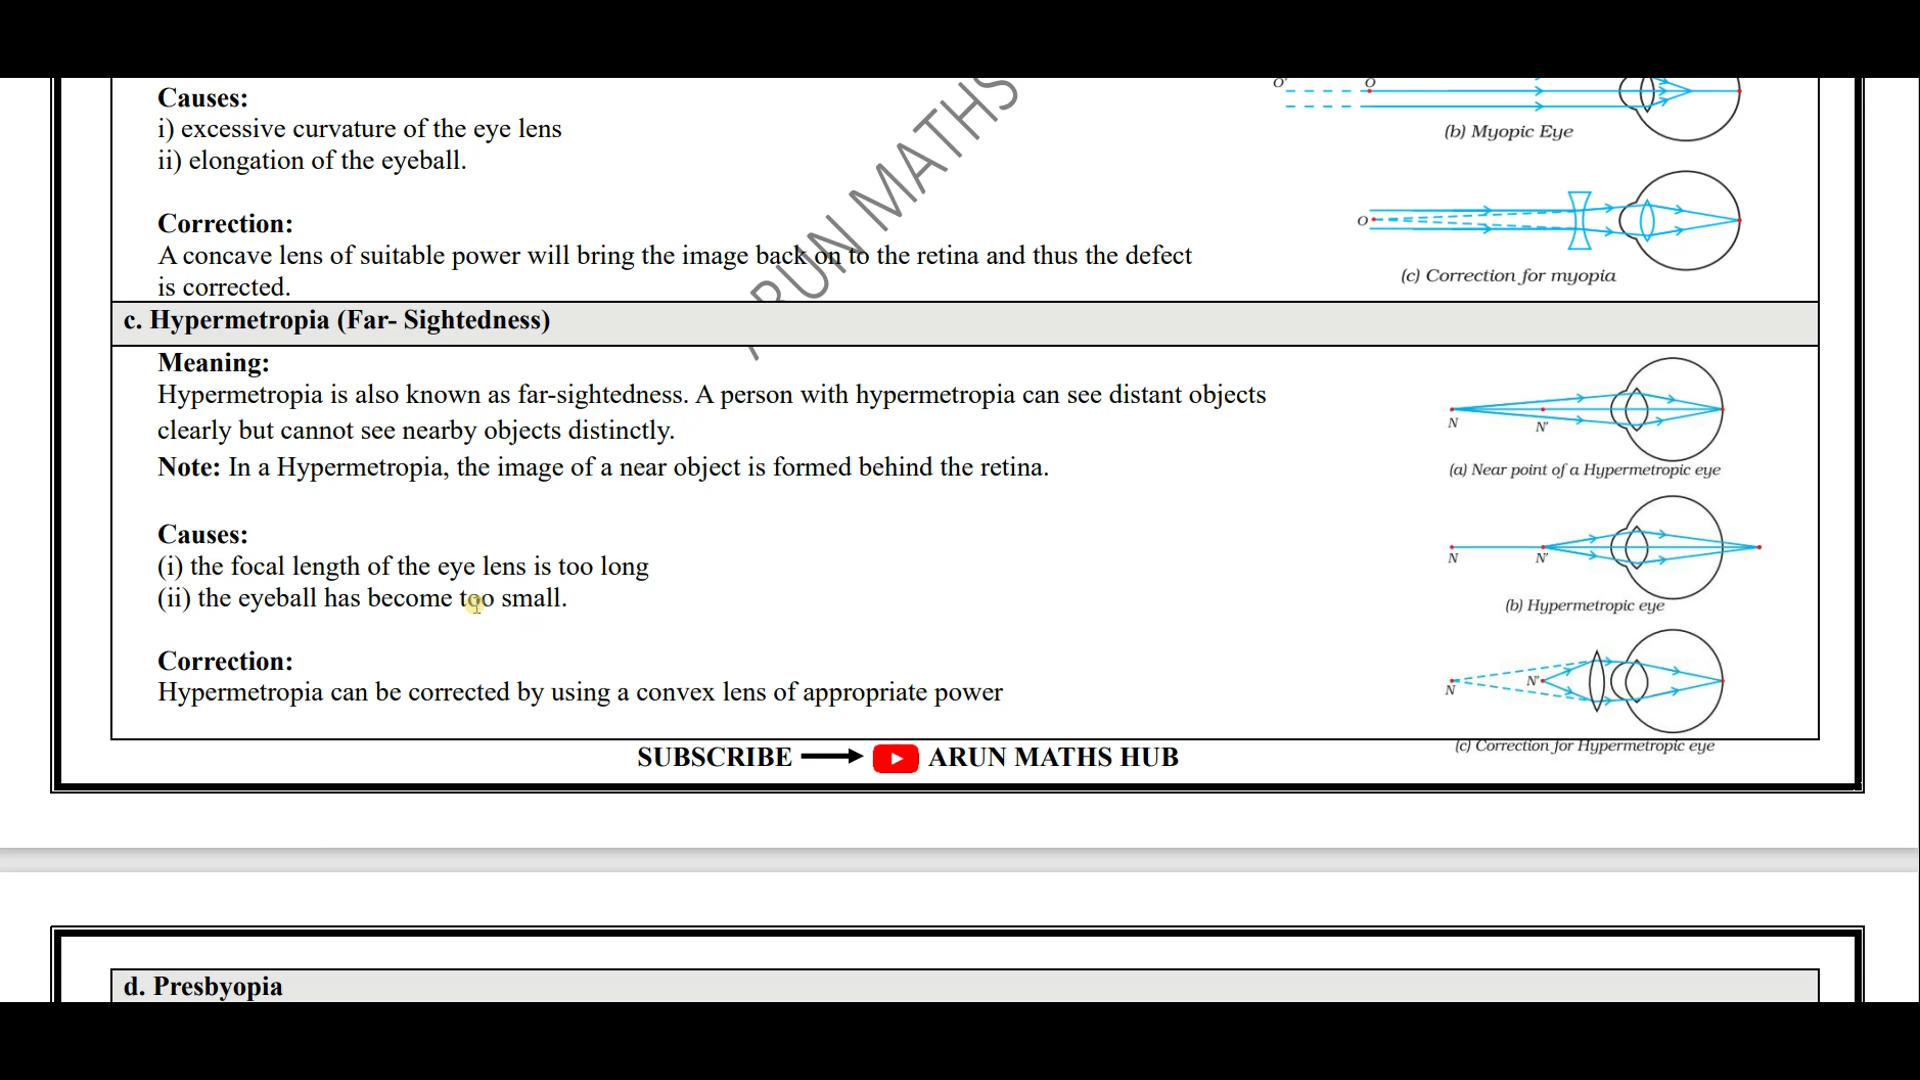 Causes:
i) excessive curvature of the eye lens
ii) elongation of the eyeball.
O'
O
(b) Myopic Eye
Correction:
A concave lens of suitable power will bring the image back on to the retina and thus the defect
is corrected.
O
(c) Correction for myopia
RUN MATHS
c. Hypermetropia (Far- Sightedness)
Meaning:
Hypermetropia is also known as far-sightedness. A person with hypermetropia can see distant objects
clearly but cannot see nearby objects distinctly.
Note: In a Hypermetropia, the image of a near object is formed behind the retina.
N
N'
(a) Near point of a Hypermetropic eye
Causes:
(i) the focal length of the eye lens is too long
(ii) the eyeball has become too small.
N
N'
(b) Hypermetropic eye
Correction:
Hypermetropia can be corrected by using a convex lens of appropriate power
N
N'
(c) Correction for Hypermetropic eye
SUBSCRIBE ARUN MATHS HUB
d. Presbyopia